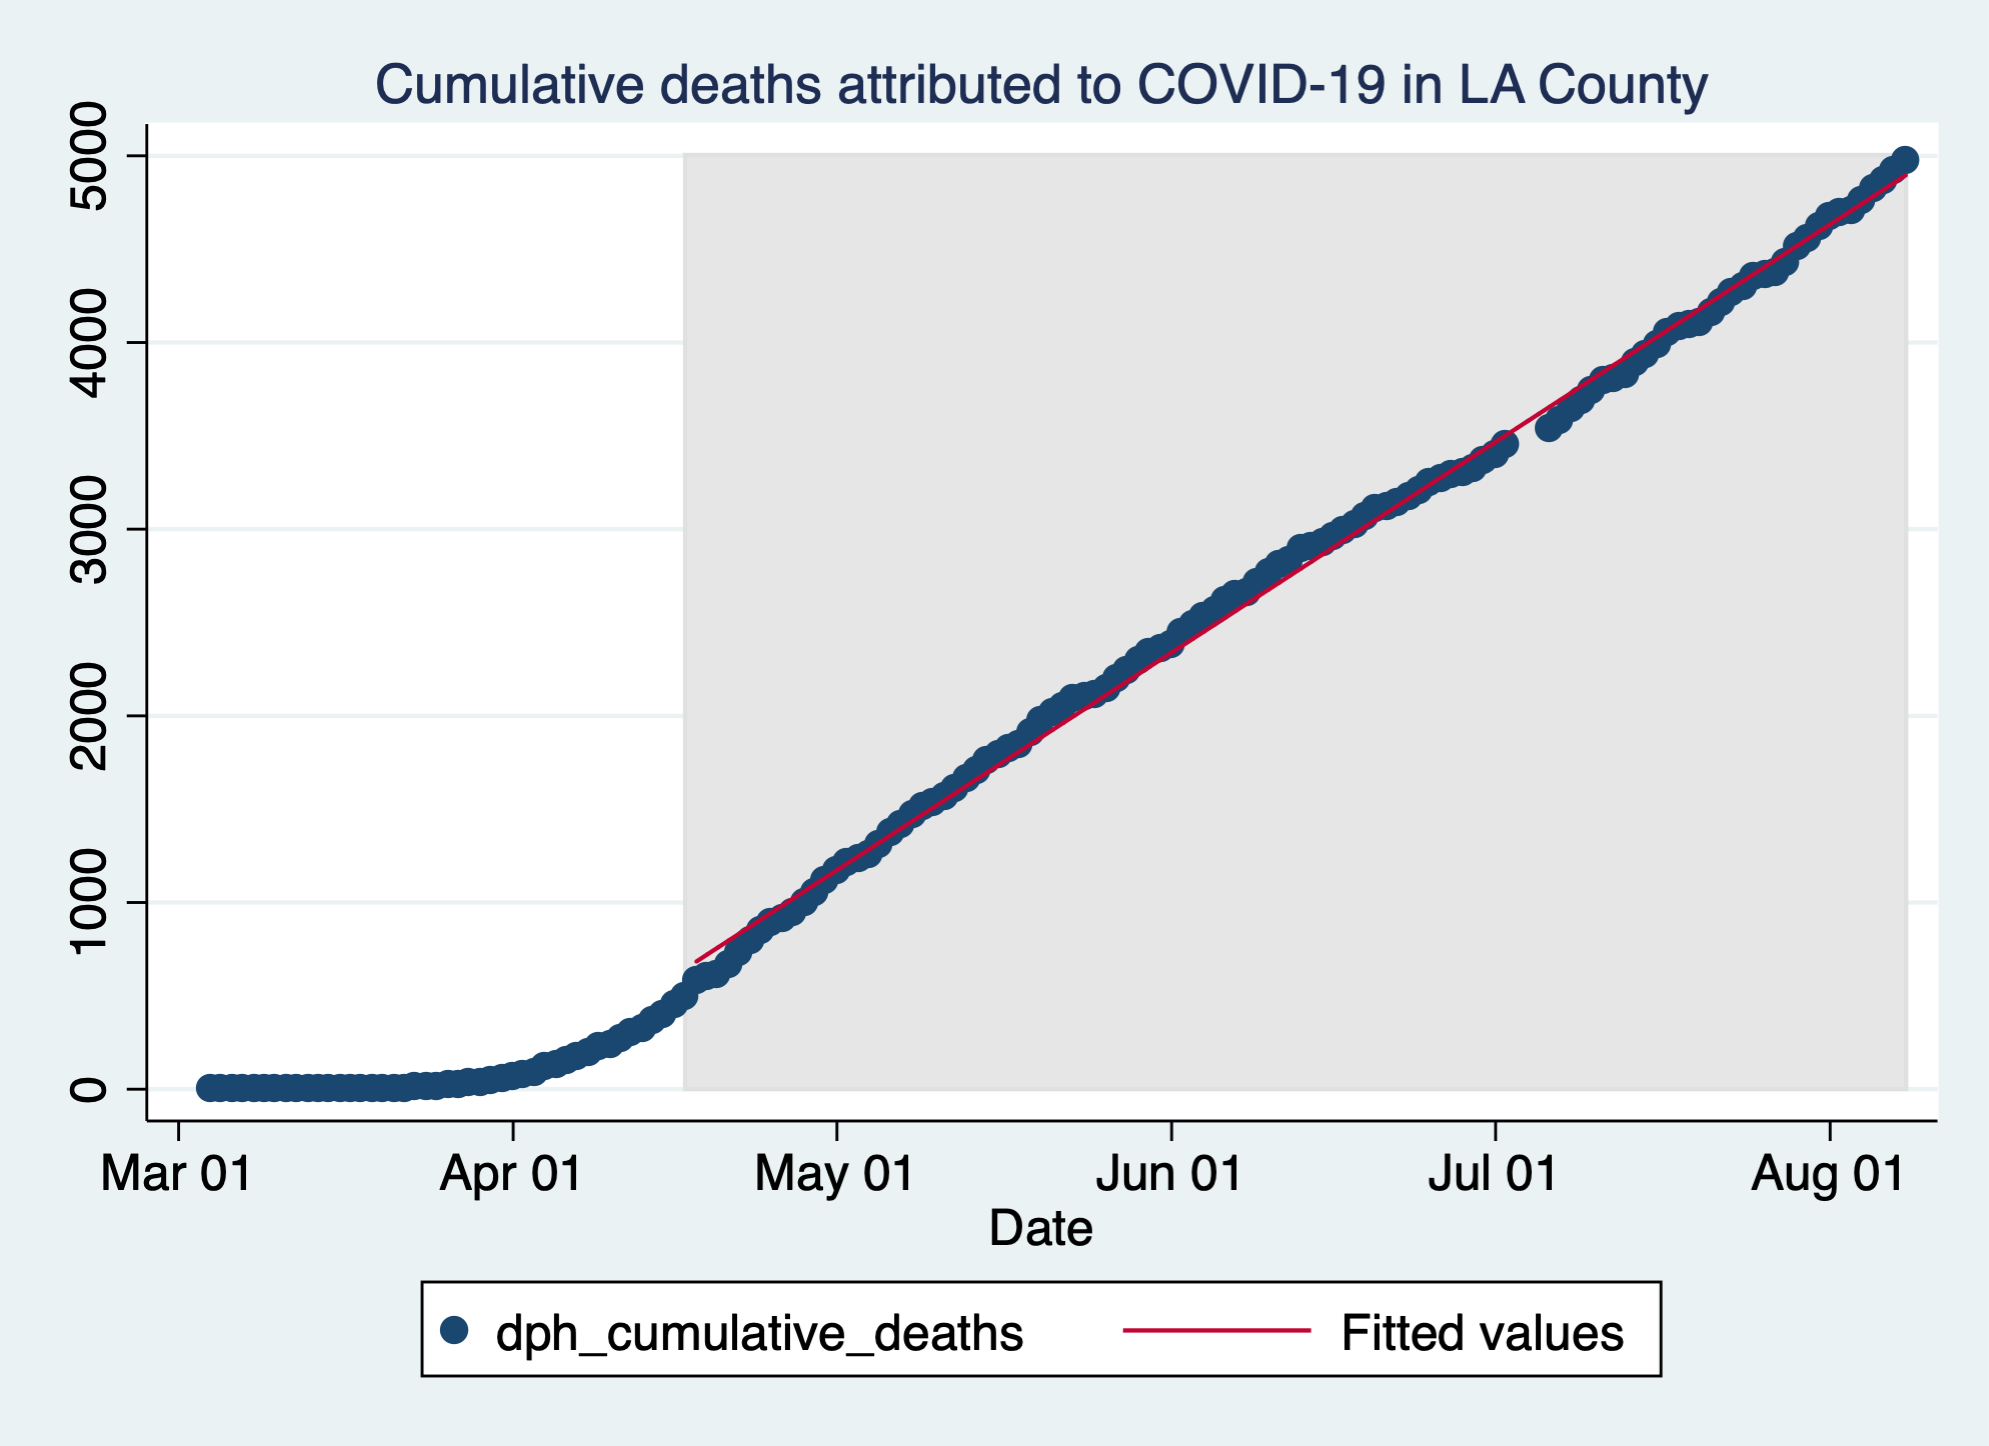 Cumulative deaths attributed to COVID-19 in LA County
5000
4000
3000
2000
1000
0
Mar 01 Apr 01 May 01 Jun 01 Jul 01 Aug 01
Date
dph_cumulative_deaths Fitted values